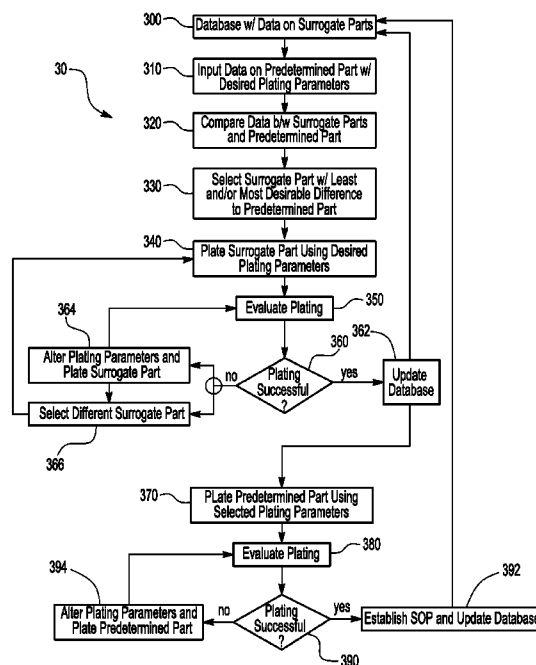 300
Database w/ Data on Surrogate Parts
30
310
Input Data on Predetermined Part w/
Desired Plating Parameters
320
Compare Data b/w Surrogate Parts
and Predetermined Part
330
Select Surrogate Part w/ Least
and/or Most Desirable Difference
to Predetermined Part
340
Plate Surrogate Part Using Desired
Plating Parameters
Evaluate Plating
350
364
Alter Plating Parameters and
Plate Surrogate Part
no
Plating
Successful
?
360
yes
362
Update
Database
Select Different Surrogate Part
366
370
PLate Predetermined Part Using
Selected Plating Parameters
Evaluate Plating
380
394
Alter Plating Parameters and
Plate Predetermined Part
no
Plating
Successful
?
390
yes
392
Establish SOP and Update Database